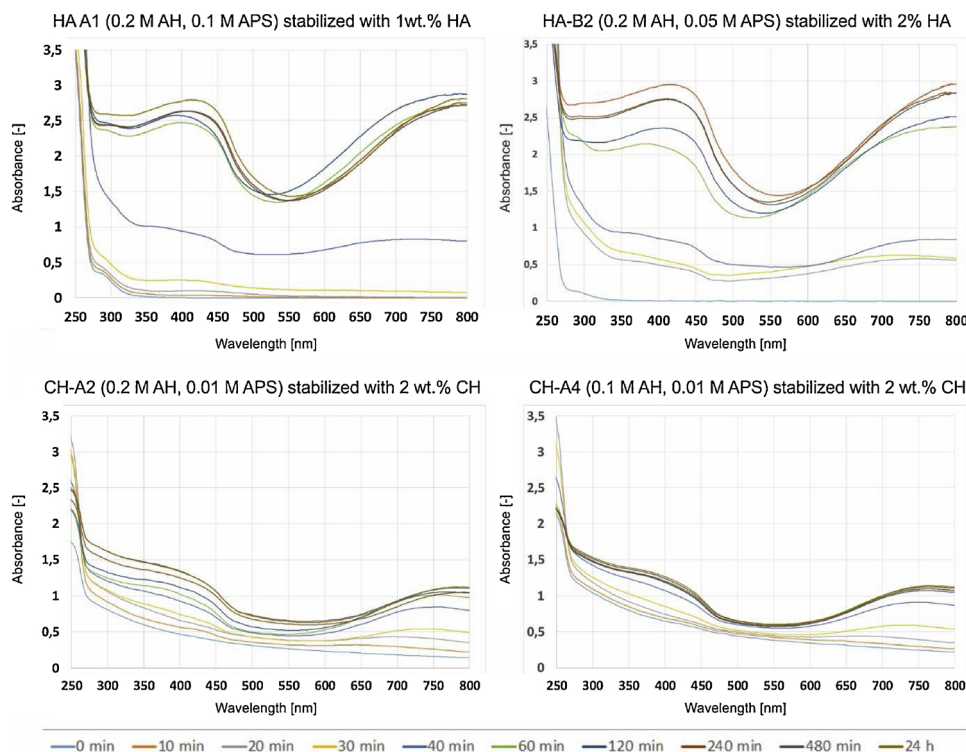 HA A1 (0.2 M AH, 0.1 M APS) stabilized with 1wt.% HA
3,5
3
2,5
2
1,5
1
0,5
0
Absorbance [-]
250 300 350 400 450 500 550 600 650 700 750 800
Wavelength [nm]
HA-B2 (0.2 M AH, 0.05 M APS) stabilized with 2% HA
3,5
3
2,5
2
1,5
1
0,5
0
Absorbance [-]
250 300 350 400 450 500 550 600 650 700 750 800
Wavelength [nm]
CH-A2 (0.2 M AH, 0.01 M APS) stabilized with 2 wt.% CH
3,5
3
2,5
2
1,5
1
0,5
0
Absorbance [-]
250 300 350 400 450 500 550 600 650 700 750 800
Wavelength [nm]
CH-A4 (0.1 M AH, 0.01 M APS) stabilized with 2 wt.% CH
3,5
3
2,5
2
1,5
1
0,5
0
Absorbance [-]
250 300 350 400 450 500 550 600 650 700 750 800
Wavelength [nm]
0 min 10 min 20 min 30 min 40 min 60 min 120 min 240 min 480 min 24 h